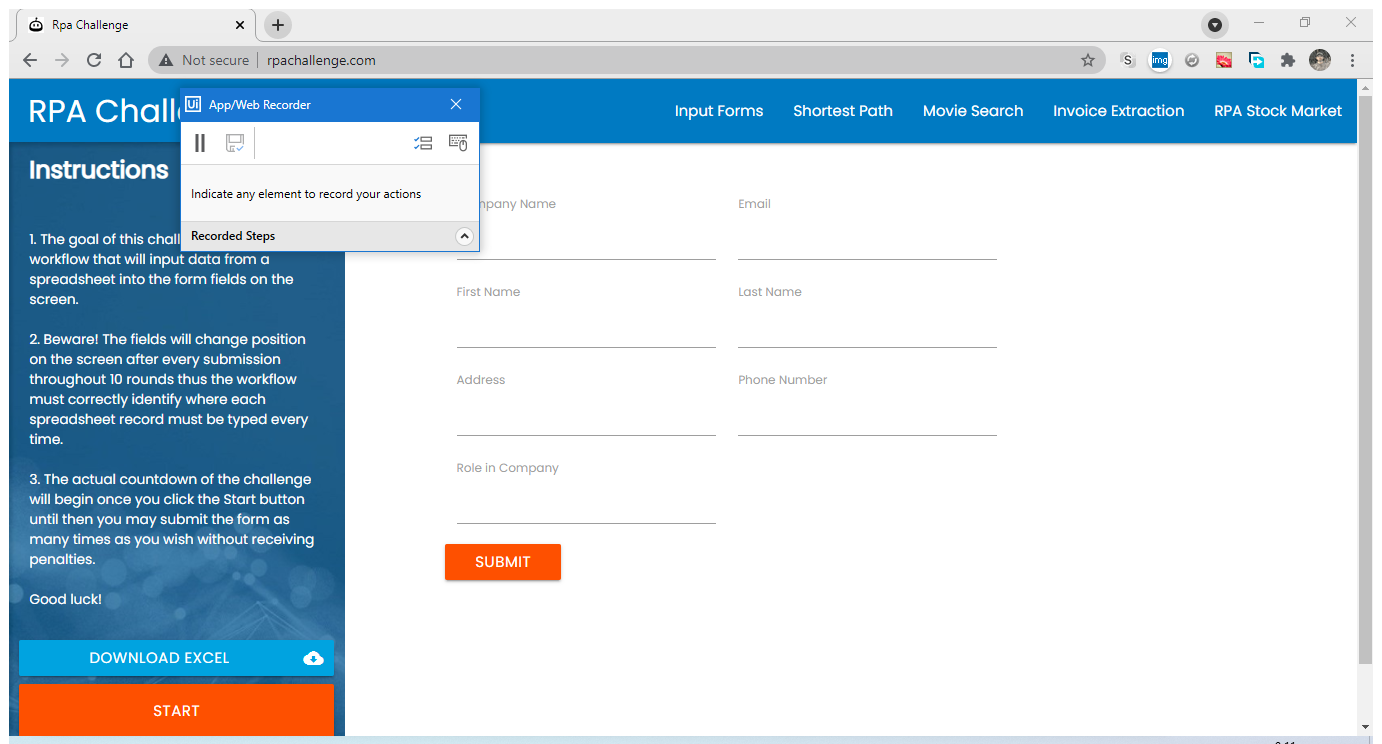 Rpa Challenge
Not secure
rpachallenge.com
S
img
RPA Chall
Input Forms
Shortest Path
Movie Search
Invoice Extraction
RPA Stock Market
Ui
App/Web Recorder
Indicate any element to record your actions
Recorded Steps
Instructions
1. The goal of this chall
workflow that will input data from a
spreadsheet into the form fields on the
screen.
2. Beware! The fields will change position
on the screen after every submission
throughout 10 rounds thus the workflow
must correctly identify where each
spreadsheet record must be typed every
time.
3. The actual countdown of the challenge
will begin once you click the Start button
until then you may submit the form as
many times as you wish without receiving
penalties.
Good luck!
DOWNLOAD EXCEL
START
mpany Name
Email
First Name
Last Name
Address
Phone Number
Role in Company
SUBMIT